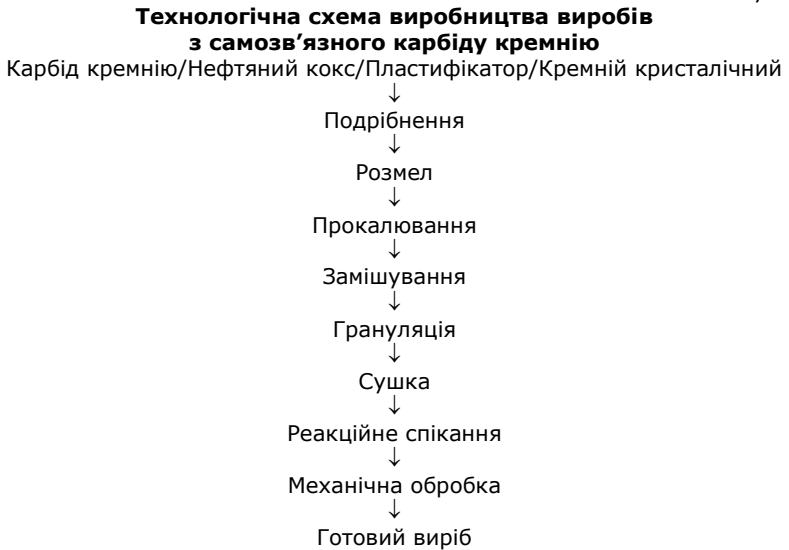 Технологічна схема виробництва виробів
з самозв’язного карбіду кремнію
Карбід кремнію/Нефтяний кокс/Пластифікатор/Кремній кристалічний
↓
Подрібнення
↓
Розмел
↓
Прокалювання
↓
Замішування
↓
Грануляція
↓
Сушка
↓
Реакційне спікання
↓
Механічна обробка
↓
Готовий виріб